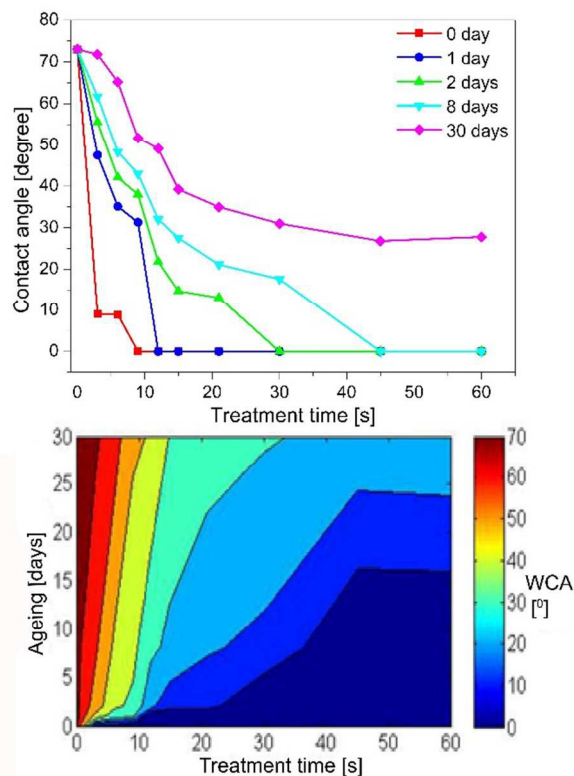 80
70
60
50
40
30
20
10
0
Contact angle [degree]
0 day
1 day
2 days
8 days
30 days
0 10 20 30 40 50 60
Treatment time [s]
30
25
20
15
10
5
0
Ageing [days]
0 10 20 30 40 50 60
Treatment time [s]
70
60
50
40
30
20
10
0
WCA
[⁰]